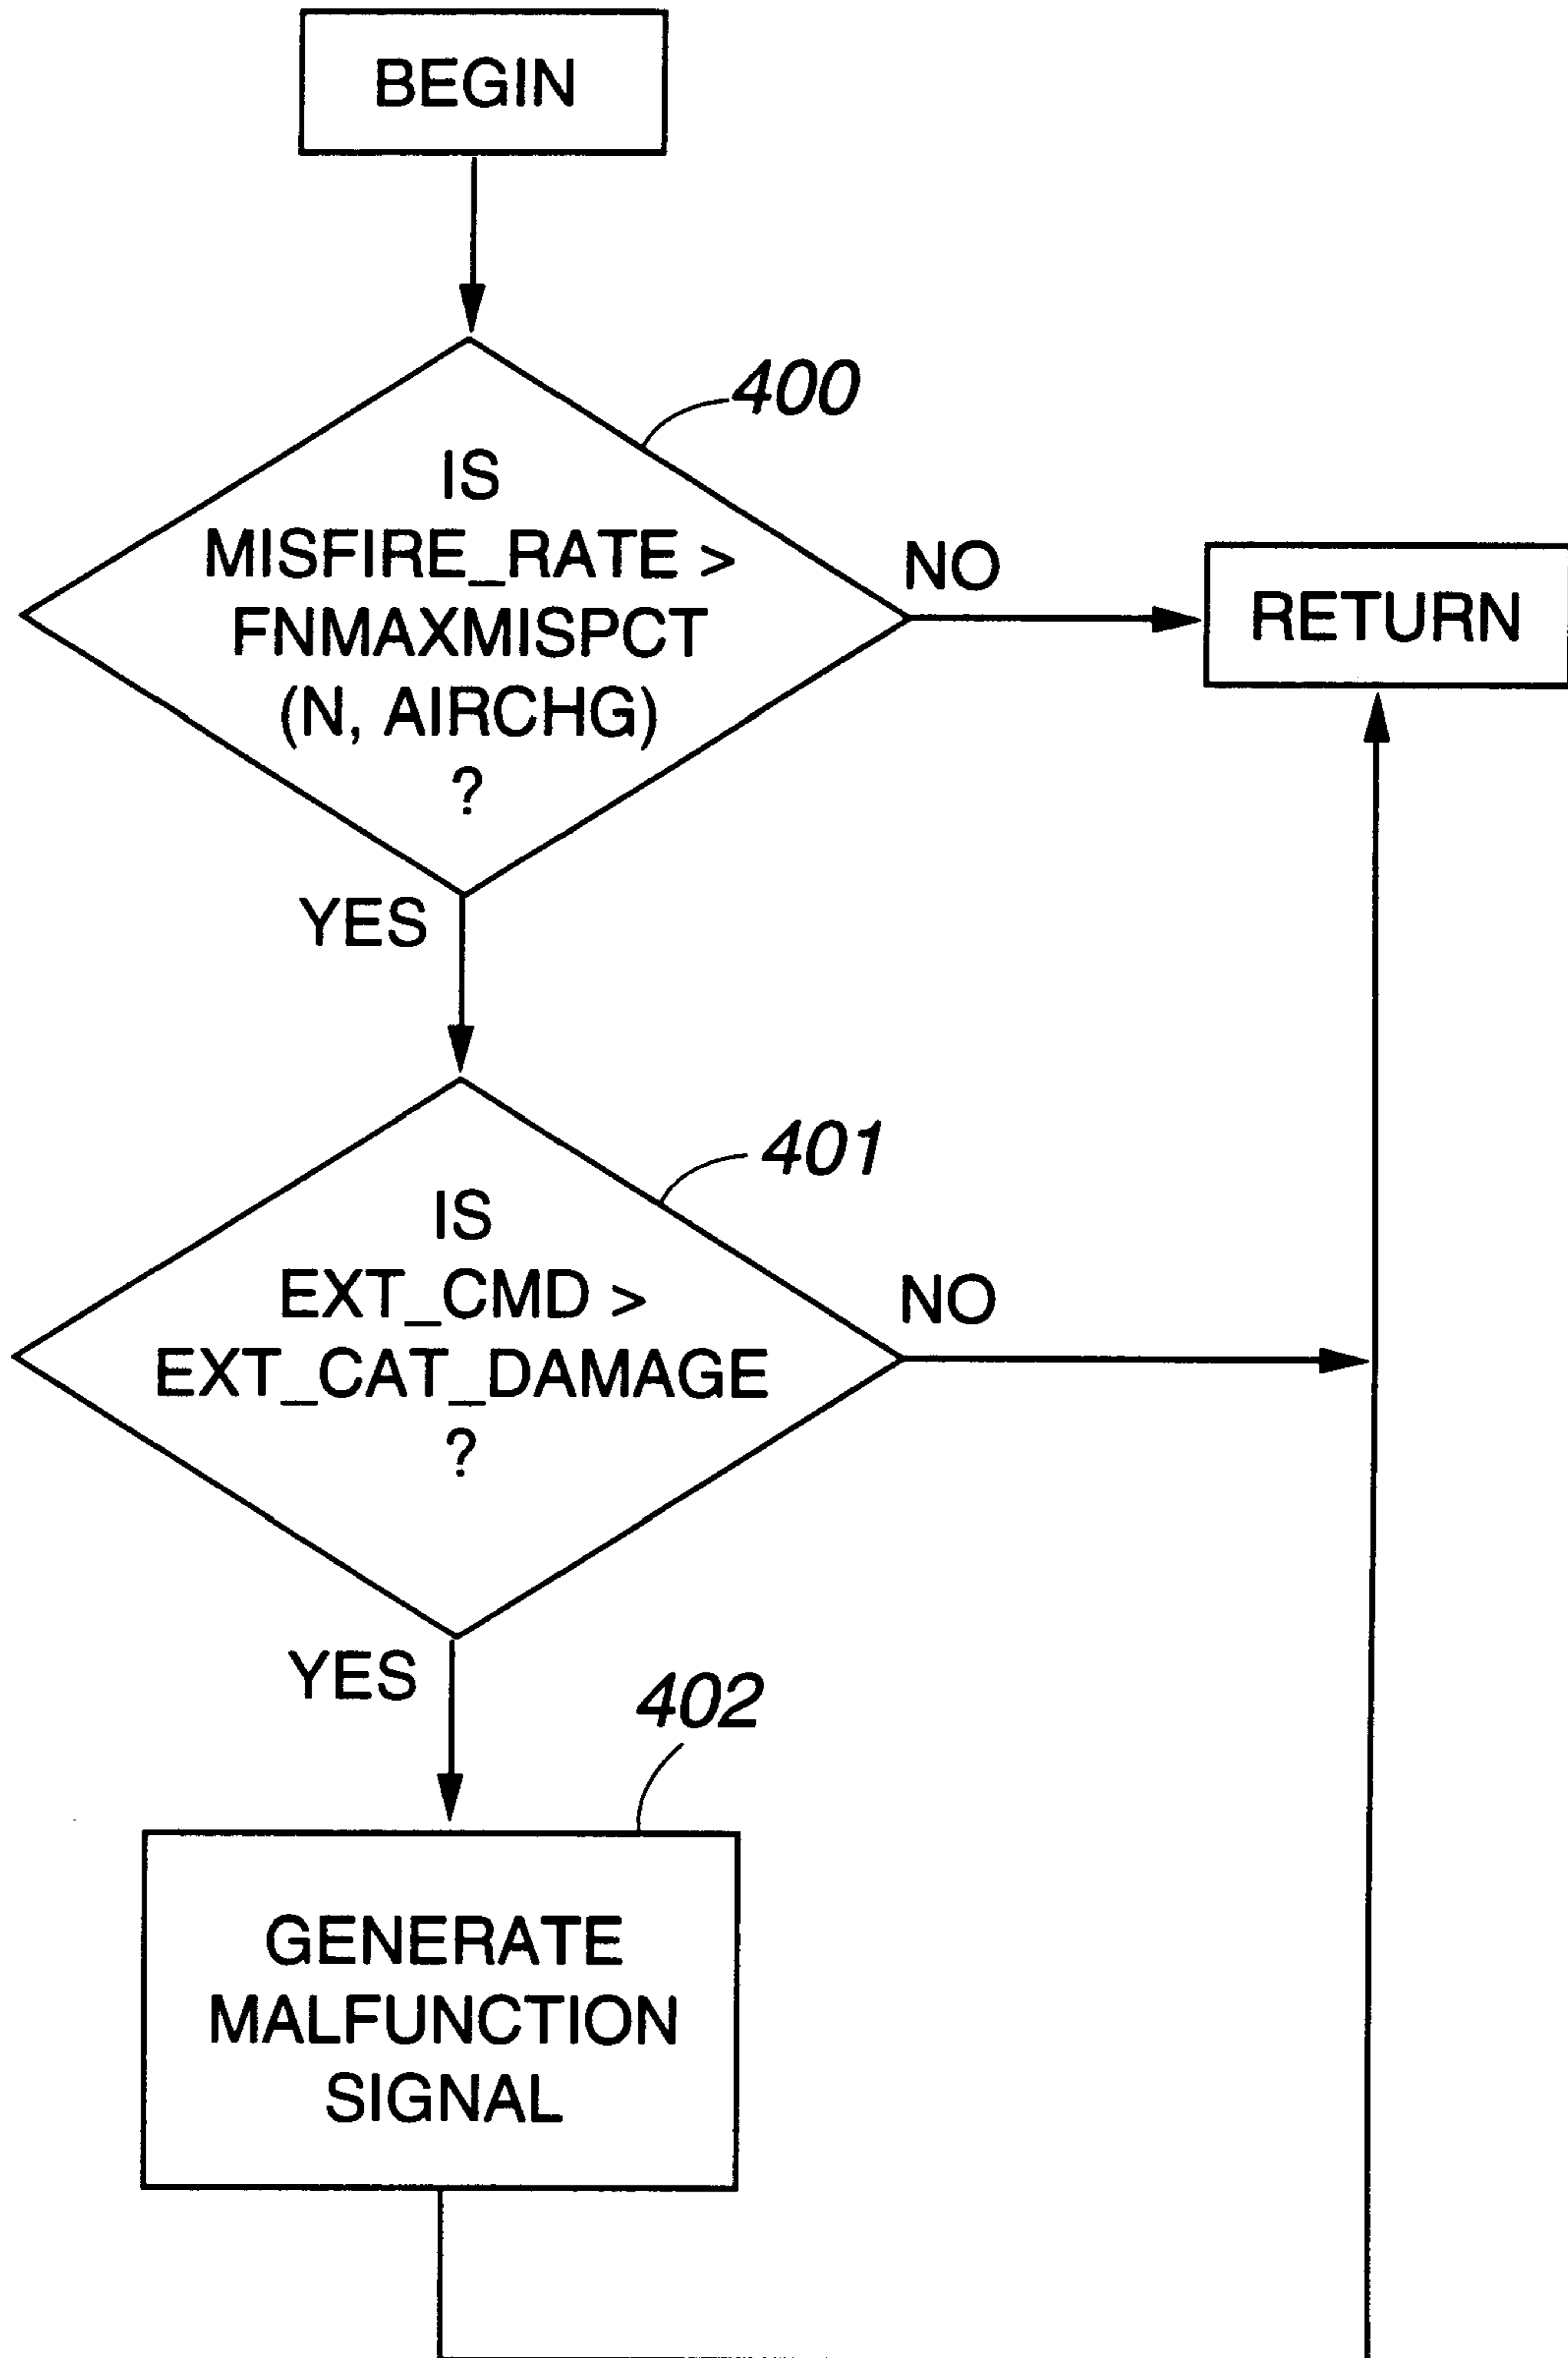 BEGIN
400
IS
MISFIRE_RATE >
FNMAXMISPCT
(N, AIRCHG)
?
NO
RETURN
YES
401
IS
EXT_CMD >
EXT_CAT_DAMAGE
?
NO
YES
402
GENERATE
MALFUNCTION
SIGNAL